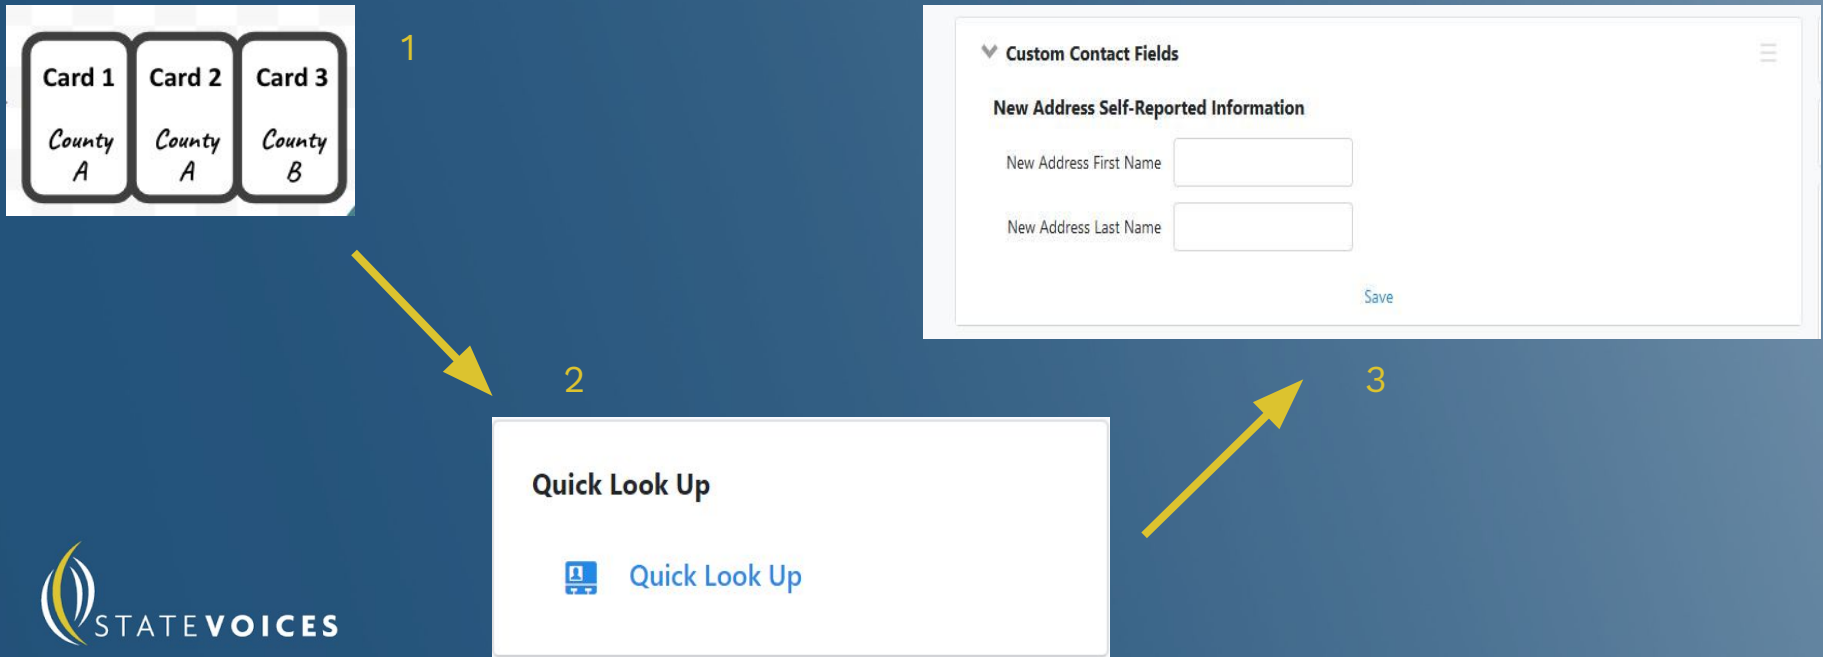 1
Card 1
County
A
Card 2
County
A
Card 3
County
B
2
Quick Look Up
Quick Look Up
3
Custom Contact Fields
New Address Self-Reported Information
New Address First Name
New Address Last Name
Save
STATEVOICES